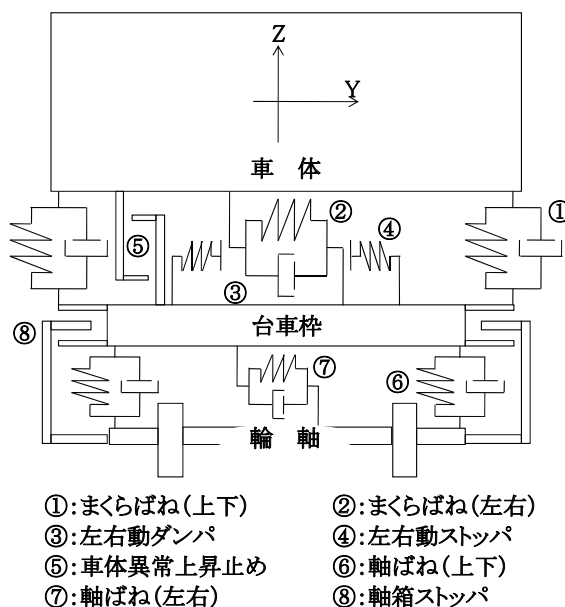 Z
Y
車 体
②
①
⑤
④
③
台車枠
⑧
⑦
⑥
輪 軸
①:まくらばね(上下)
②:まくらばね(左右)
③:左右動ダンパ
④:左右動ストッパ
⑤:車体異常上昇止め
⑥:軸ばね(上下)
⑦:軸ばね(左右)
⑧:軸箱ストッパ